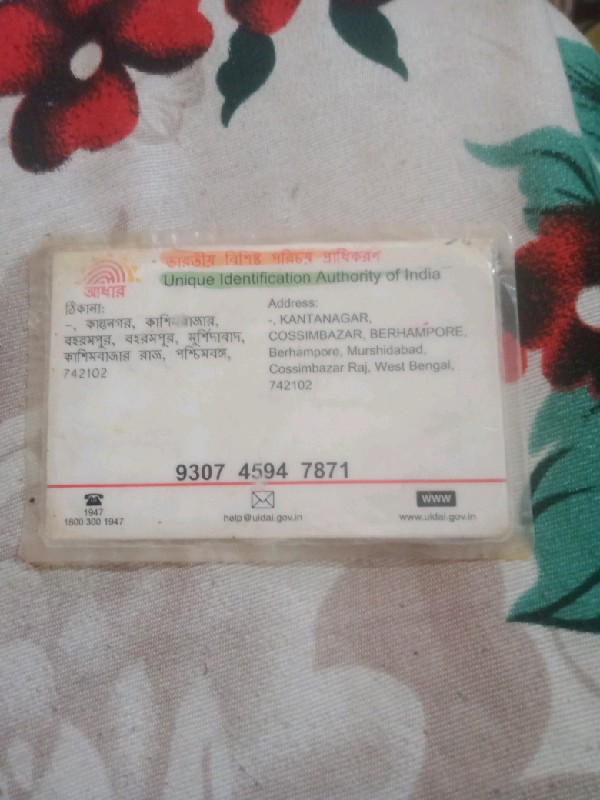 ভারতীয় বিশিষ্ট পরিচয় প্রাধিকরণ
Unique Identification Authority of India
আধার
ঠিকানা:
-, কান্তনগর, কাশিমবাজার,
বহরমপুর, বহরমপুর, মুর্শিদাবাদ,
কাশিমবাজার রাজ, পশ্চিমবঙ্গ,
742102
Address:
-, KANTANAGAR,
COSSIMBAZAR, BERHAMPORE,
Berhampore, Murshidabad,
Cossimbazar Raj, West Bengal,
742102
9307 4594 7871
1947
1800 300 1947
help@uidai.gov.in
WWW
www.uidai.gov.in